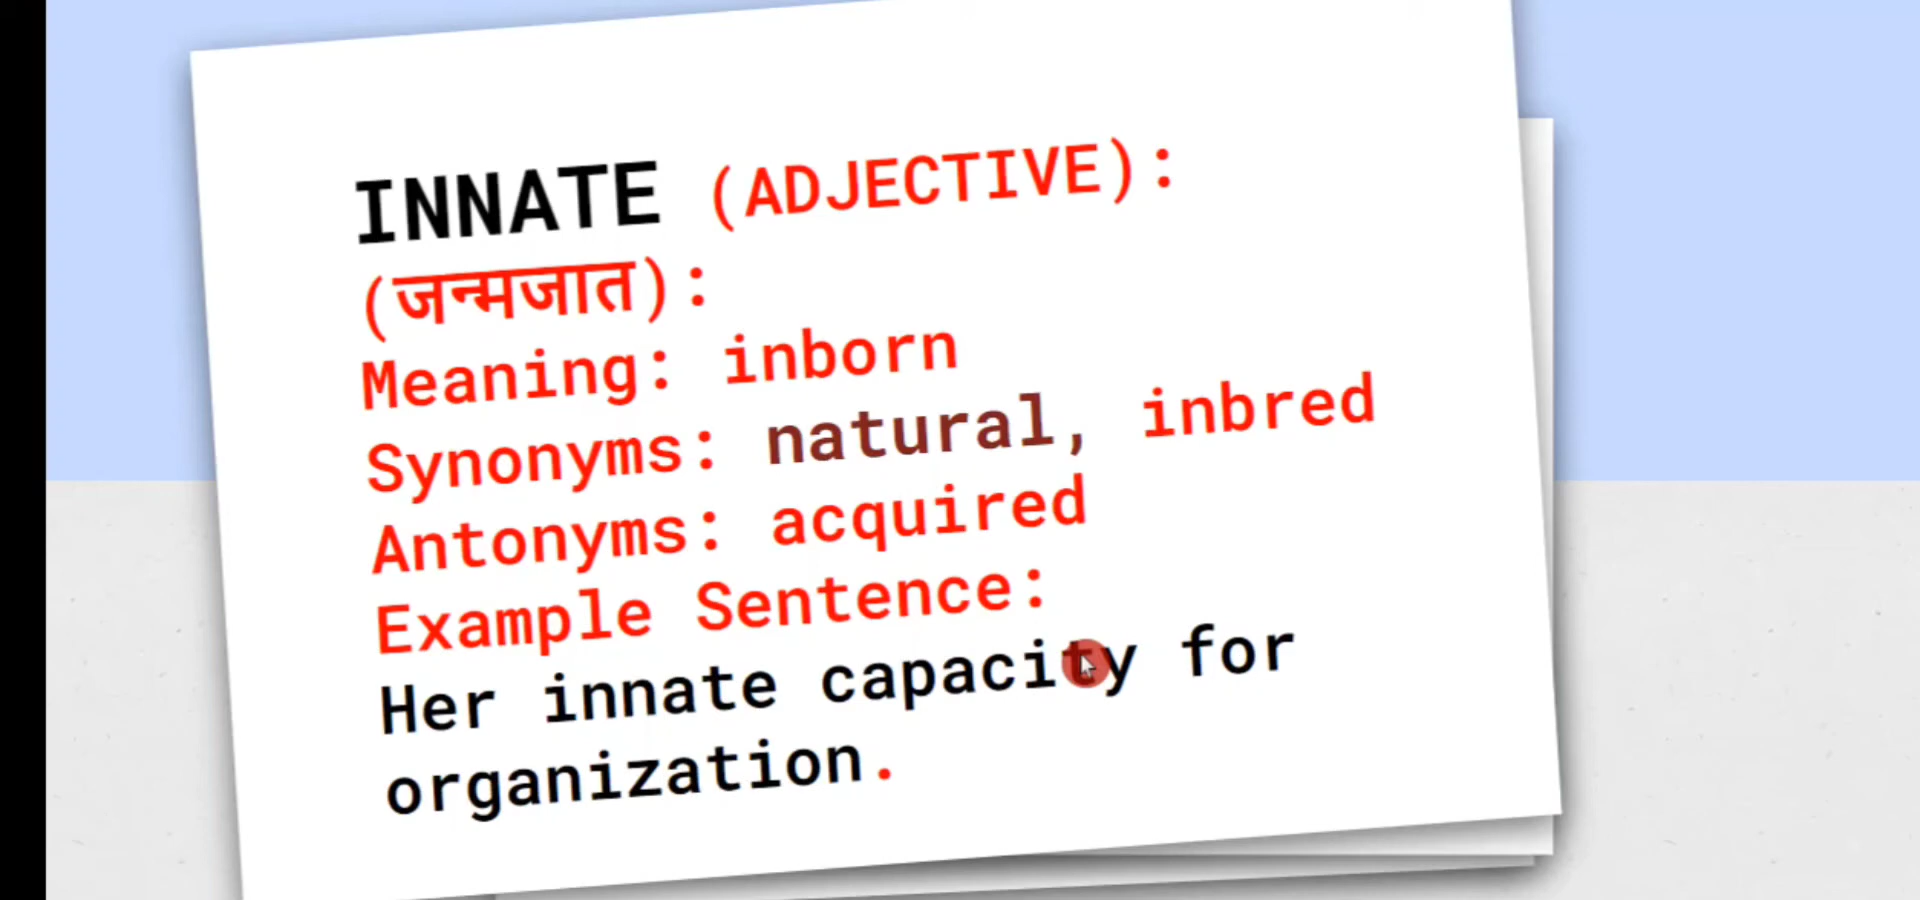 INNATE (ADJECTIVE):
(जन्मजात):
Meaning: inborn
Synonyms: natural, inbred
Antonyms: acquired
Example Sentence:
Her innate capacity for
organization.